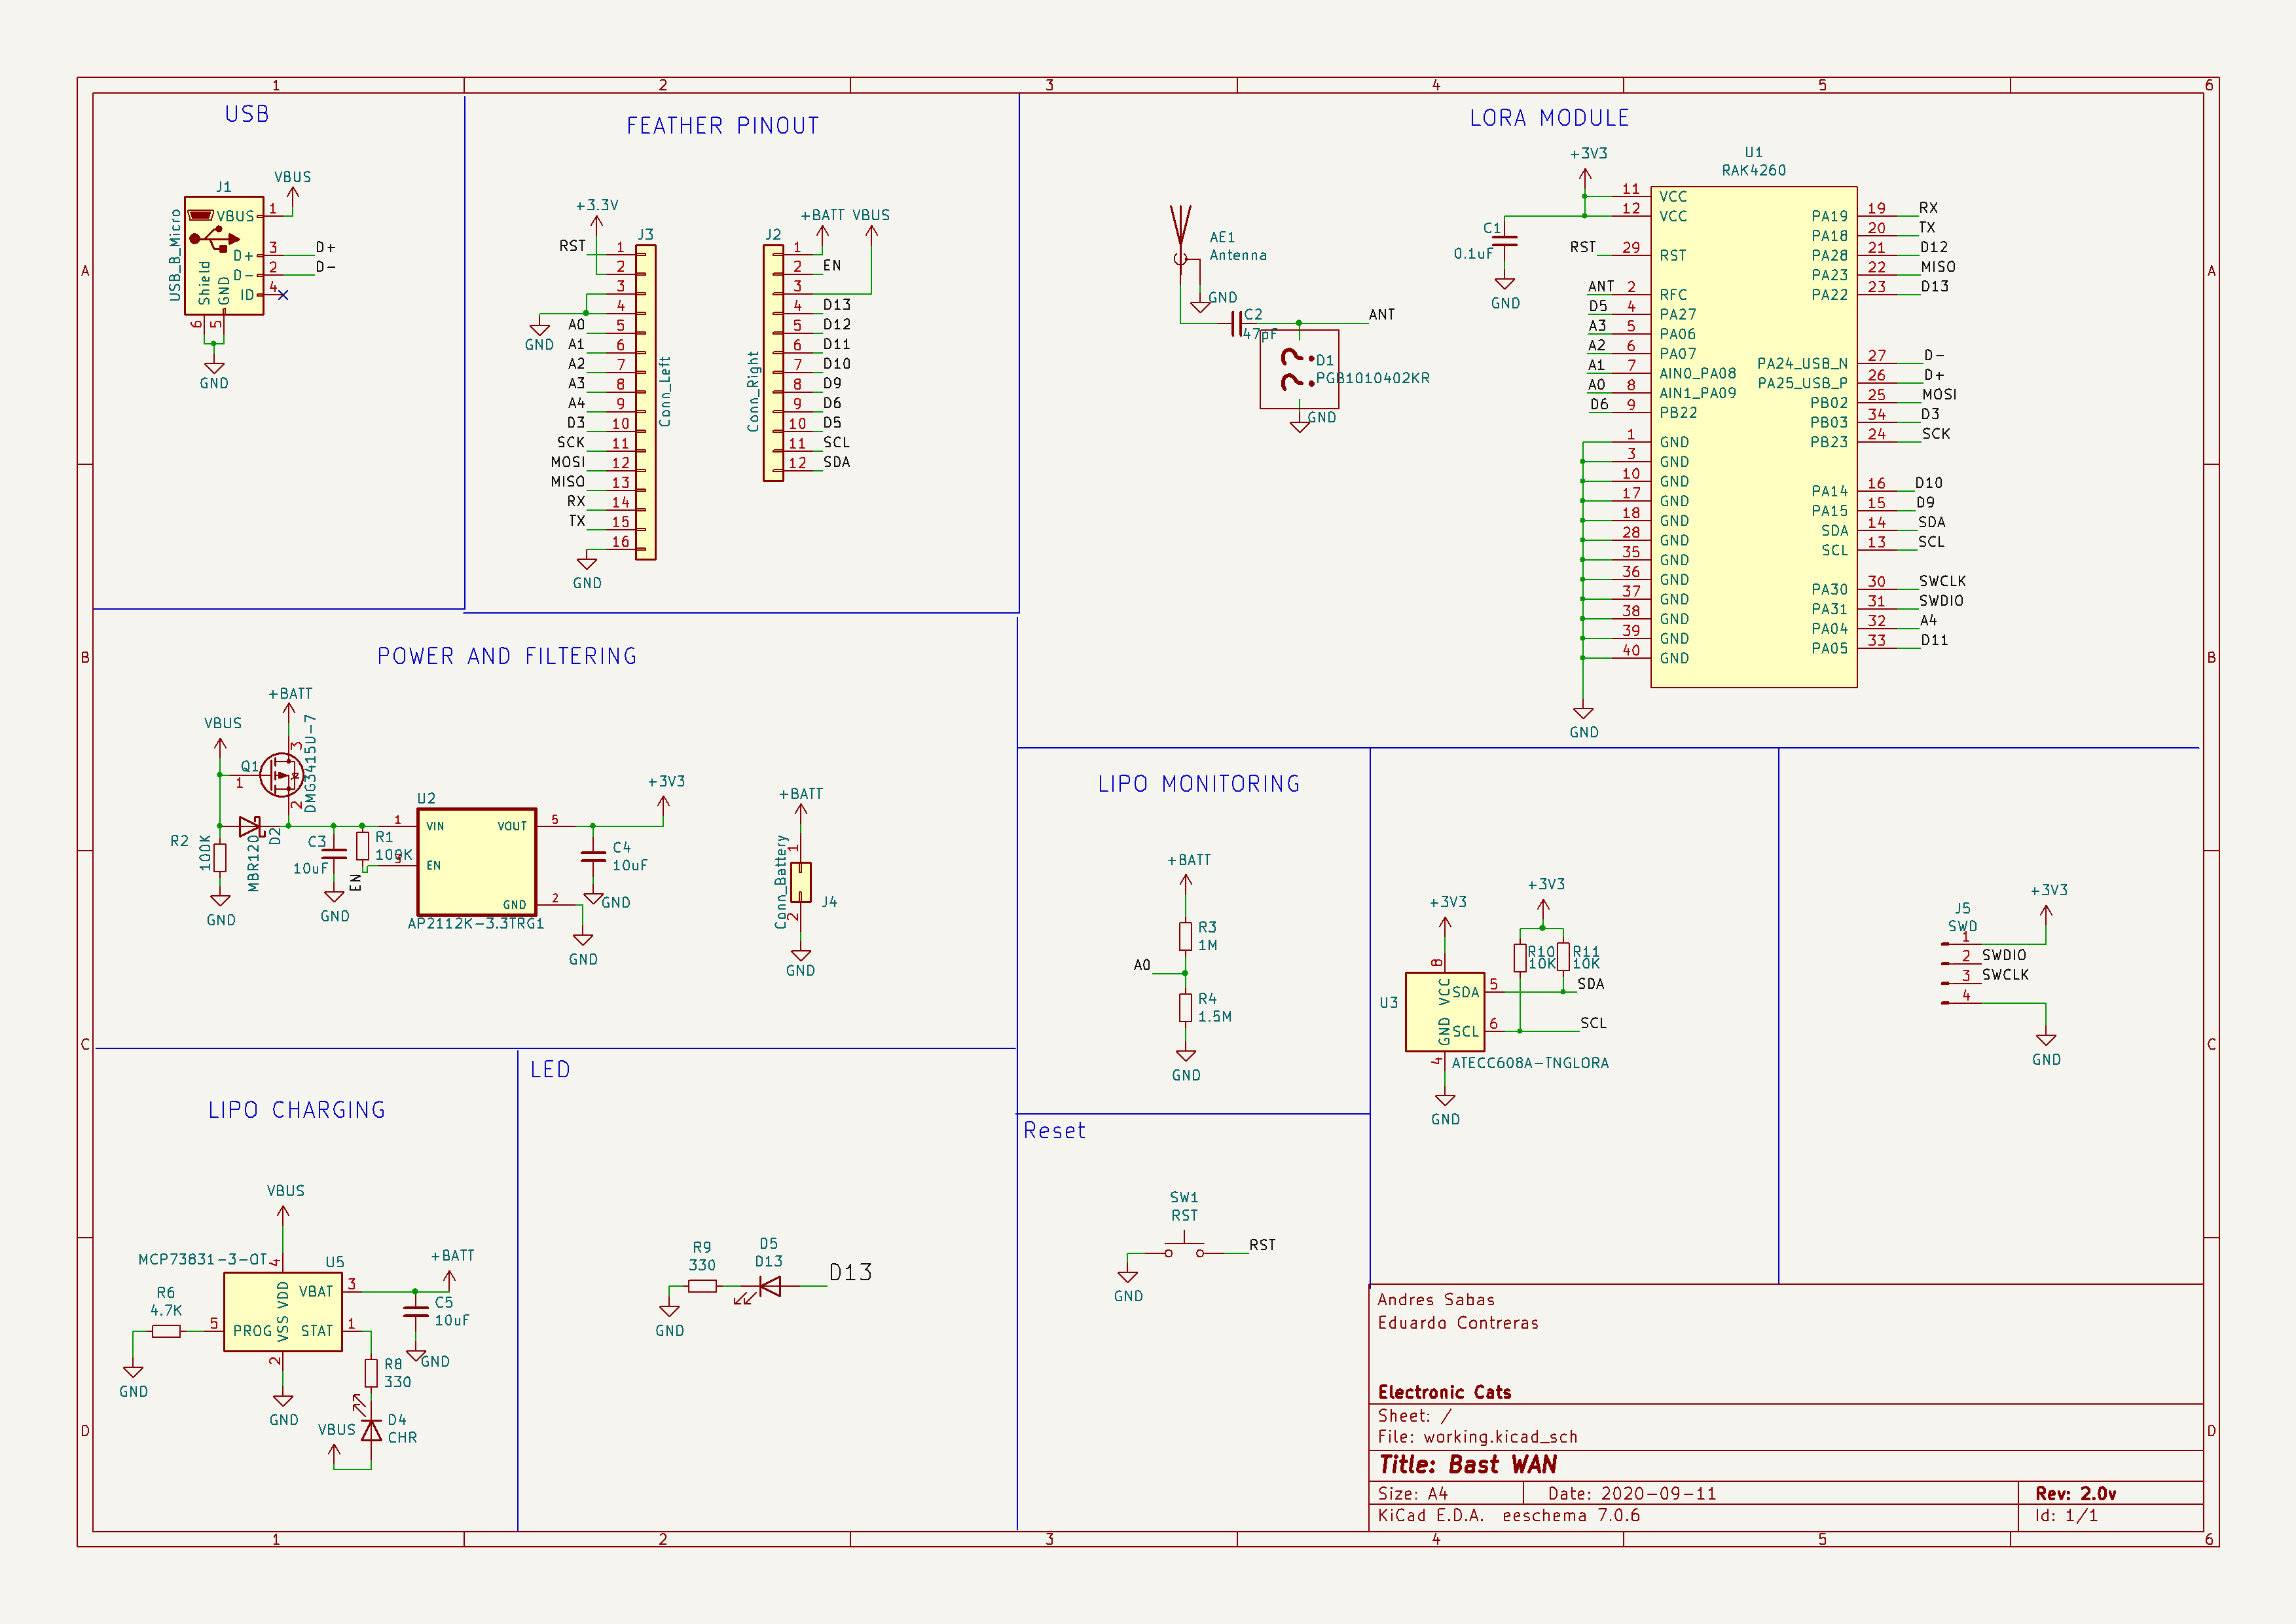 1 2 3 4 5 6
A
B
C
D
USB
J1
USB_B_Micro
VBUS
VBUS 1
D+ 3 D+
D- 2 D-
ID 4
Shield
GND
6 5
GND
FEATHER PINOUT
+3.3V
J3
Conn_Left
RST 1
2
3
4
GND
A0 5
A1 6
A2 7
A3 8
A4 9
D3 10
SCK 11
MOSI 12
MISO 13
RX 14
TX 15
16
GND
+BATT VBUS
J2
Conn_Right
1
2 EN
3
4 D13
5 D12
6 D11
7 D10
8 D9
9 D6
10 D5
11 SCL
12 SDA
LORA MODULE
AE1
Antenna
GND
C2
47pF
ANT
??
??
D1
PGB1010402KR
GND
+3V3
C1
0.1uF
GND
U1
RAK4260
11 VCC
12 VCC
RST 29 RST
ANT 2 RFC
D5 4 PA27
A3 5 PA06
A2 6 PA07
A1 7 AIN0_PA08
A0 8 AIN1_PA09
D6 9 PB22
1 GND
3 GND
10 GND
17 GND
18 GND
28 GND
35 GND
36 GND
37 GND
38 GND
39 GND
40 GND
GND
PA19 19 RX
PA18 20 TX
PA28 21 D12
PA23 22 MISO
PA22 23 D13
PA24_USB_N 27 D-
PA25_USB_P 26 D+
PB02 25 MOSI
PB03 34 D3
PB23 24 SCK
PA14 16 D10
PA15 15 D9
SDA 14 SDA
SCL 13 SCL
PA30 30 SWCLK
PA31 31 SWDIO
PA04 32 A4
PA05 33 D11
POWER AND FILTERING
+BATT
VBUS
Q1
1
3
2
DMG3415U-7
R2
100K
GND
MBR120
D2
C3
10uF
GND
R1
100K
EN
U2
1 VIN
3 EN
VOUT 5
GND 2
AP2112K-3.3TRG1
GND
+3V3
C4
10uF
GND
+BATT
Conn_Battery
1
2
J4
GND
LIPO MONITORING
+BATT
R3
1M
A0
R4
1.5M
GND
+3V3
+3V3
R10
10K
R11
10K
U3
8
VCC
GND
4
SDA 5 SDA
SCL 6 SCL
ATECC608A-TNGLORA
GND
J5
SWD
+3V3
1
2 SWDIO
3 SWCLK
4
GND
LIPO CHARGING
VBUS
MCP73831-3-OT
U5
4
VDD
VSS
2
GND
R6
4.7K
5 PROG
GND
VBAT 3
STAT 1
+BATT
C5
10uF
GND
R8
330
D4
CHR
VBUS
LED
R9
330
D5
D13
D13
GND
Reset
SW1
RST
RST
GND
Andres Sabas
Eduardo Contreras
Electronic Cats
Sheet: /
File: working.kicad_sch
Title: Bast WAN
Size: A4 Date: 2020-09-11 Rev: 2.0v
KiCad E.D.A. eeschema 7.0.6 Id: 1/1
A
B
C
D
1 2 3 4 5 6